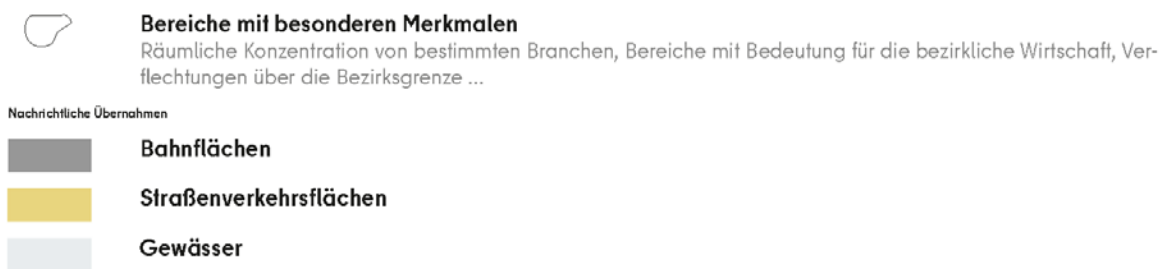 Bereiche mit besonderen Merkmalen
Räumliche Konzentration von bestimmten Branchen, Bereiche mit Bedeutung für die bezirkliche Wirtschaft, Ver-
flechtungen über die Bezirksgrenze ...
Nachrichtliche Übernahmen
Bahnflächen
Straßenverkehrsflächen
Gewässer